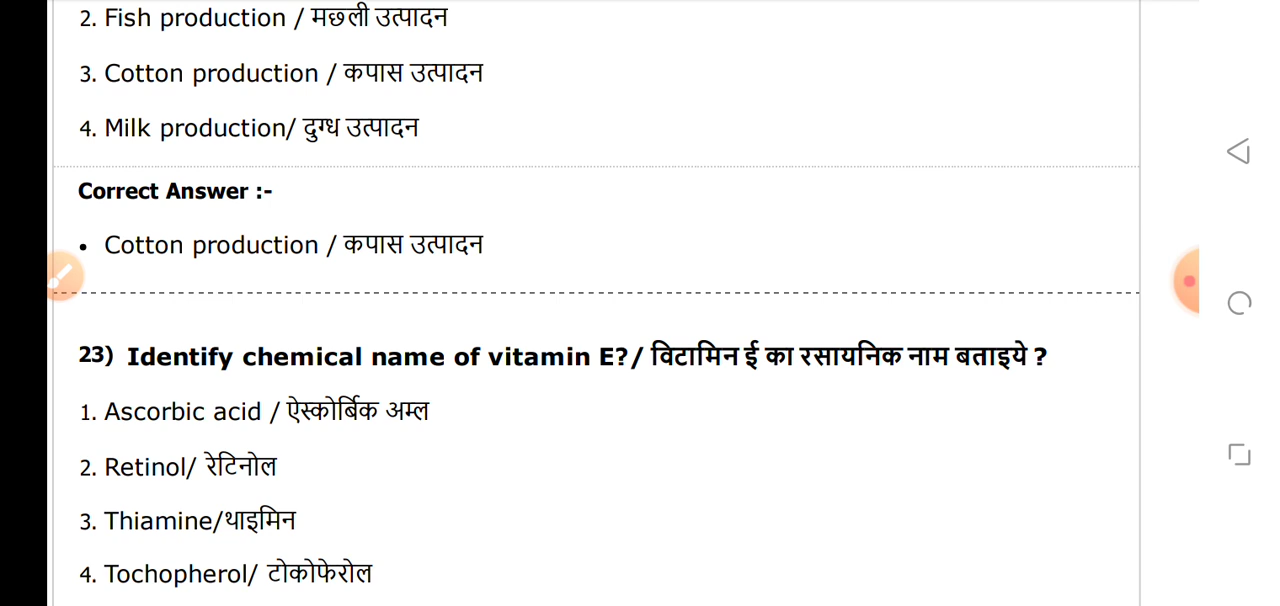 2. Fish production / मछली उत्पादन
3. Cotton production / कपास उत्पादन
4. Milk production/ दुग्ध उत्पादन
Correct Answer :-
• Cotton production / कपास उत्पादन
23) Identify chemical name of vitamin E?/ विटामिन ई का रसायनिक नाम बताइये ?
1. Ascorbic acid / ऐस्कोर्बिक अम्ल
2. Retinol/ रेटिनोल
3. Thiamine/थाइमिन
4. Tochopherol/ टोकोफेरोल